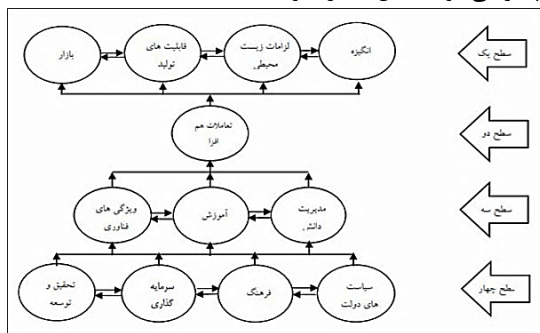 سطح یک
انگیزه
لزامات زیست
محیطی
قابلیت های
تولید
بازار
سطح دو
تعاملات هم
افزا
سطح سه
مدیریت
دانش
آموزش
ویژگی های
فناوری
سطح چهار
سیاست
های دولت
فرهنگ
سرمایه
گذاری
تحقیق و
توسعه